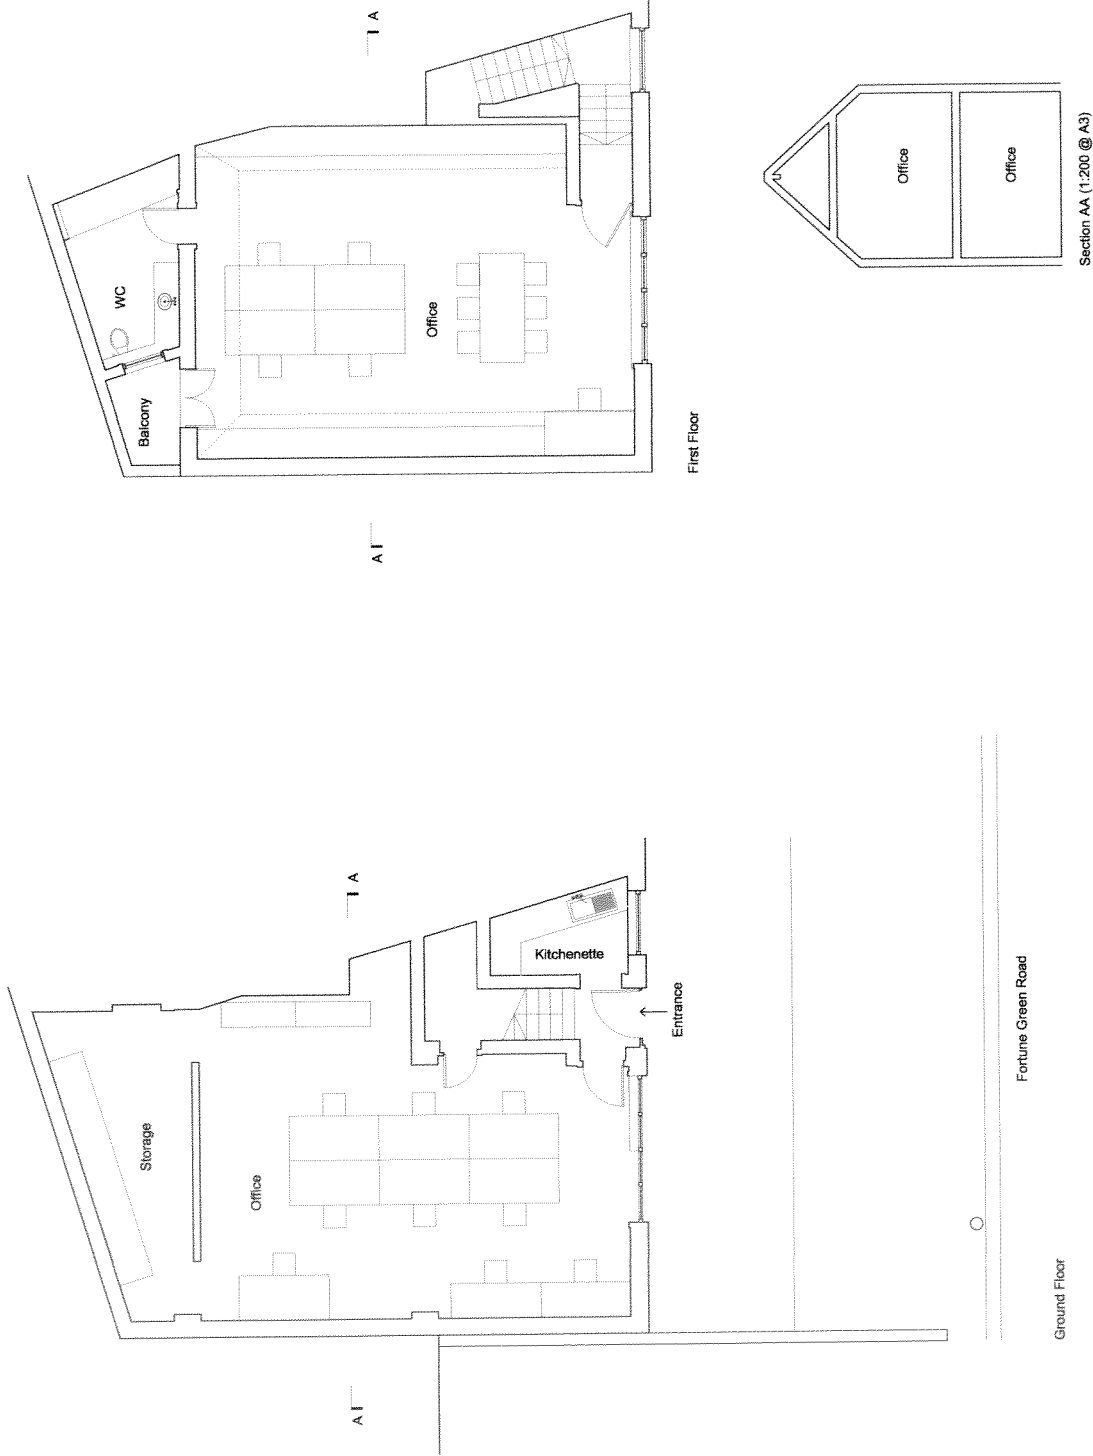 A
A
WC
Balcony
Office
First Floor
Office
Office
Section AA (1:200 @ A3)
A
A
Storage
Office
Kitchenette
Entrance
Fortune Green Road
Ground Floor